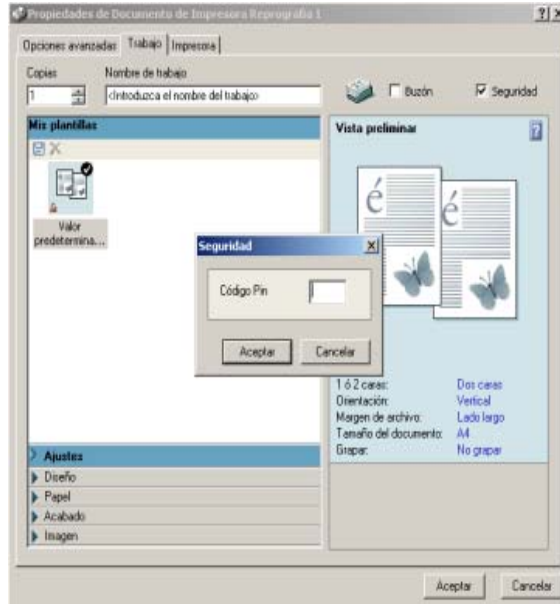 Propiedades de Documento de Impresora Reprografía 1
Opciones avanzadas Trabajo Impresora
Copias Nombre de trabajo
1 <Introduzca el nombre del trabajo> Buzón Seguridad
Mis plantillas
Vista preliminar
Valor
predetermina...
é é
Seguridad
Código Pin
Aceptar Cancelar
1 ó 2 caras: Dos caras
Orientación: Vertical
Margen de archivo: Lado largo
Tamaño del documento: A4
Grapar: No grapar
Ajustes
Diseño
Papel
Acabado
Imagen
Aceptar Cancelar